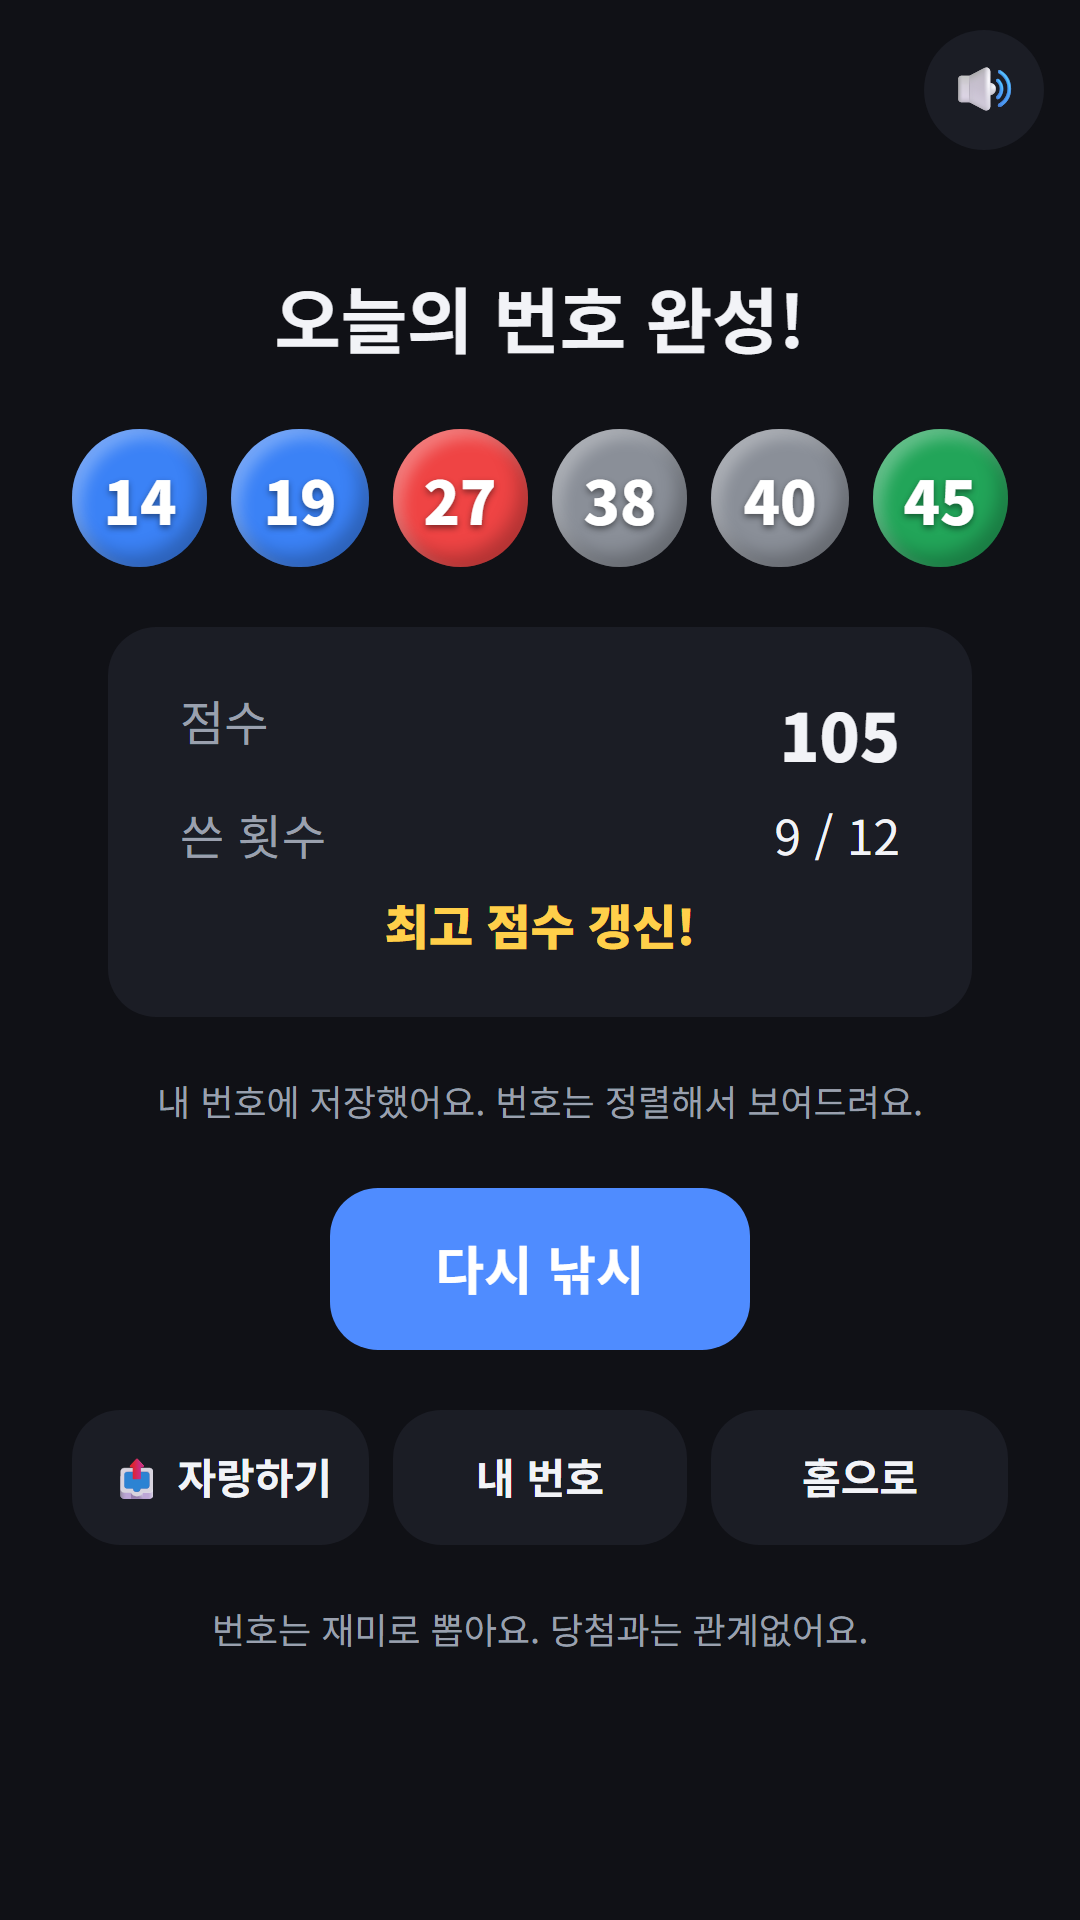 오늘의 번호 완성!
14 19 27 38 40 45
점수 105
쓴 횟수 9 / 12
최고 점수 갱신!
내 번호에 저장했어요. 번호는 정렬해서 보여드려요.
다시 낚시
자랑하기 내 번호 홈으로
번호는 재미로 뽑아요. 당첨과는 관계없어요.